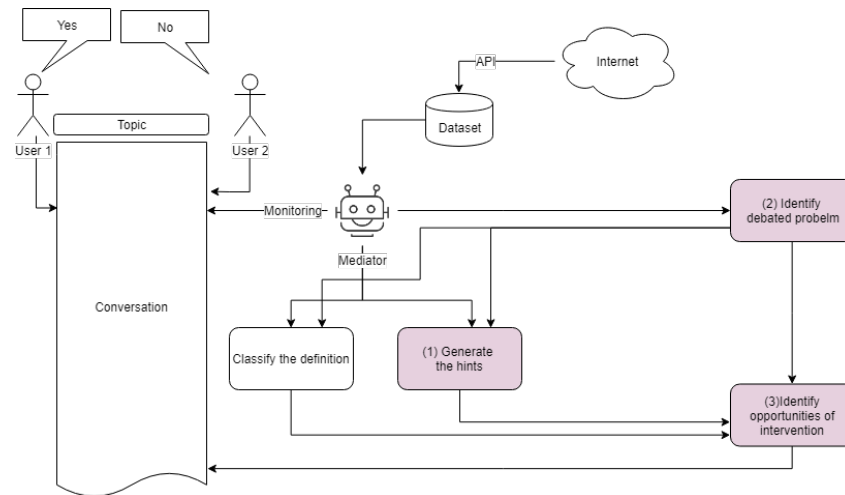 Yes
No
API
Internet
Dataset
Topic
User 1
User 2
Monitoring
(2) Identify
debated probelm
Mediator
Conversation
Classify the definition
(1) Generate
the hints
(3)Identify
opportunities of
intervention